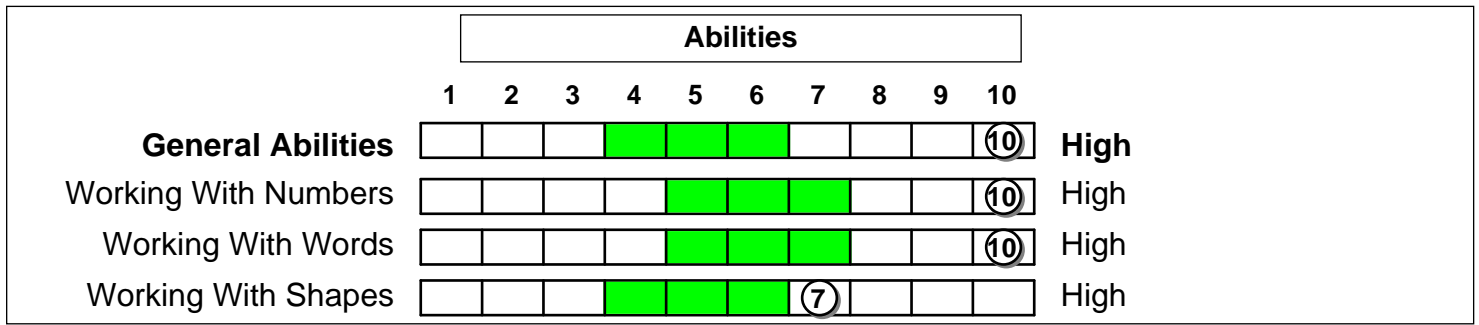 Abilities
1 2 3 4 5 6 7 8 9 10
General Abilities 10 High
Working With Numbers 10 High
Working With Words 10 High
Working With Shapes 7 High